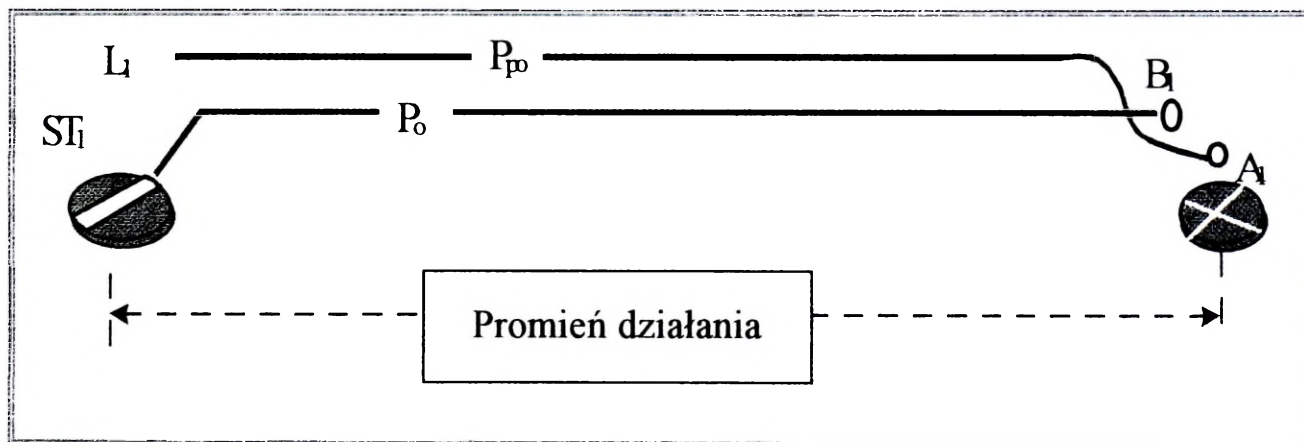 L₁
Ppo
B₁
Po
ST₁
A₁
Promień działania